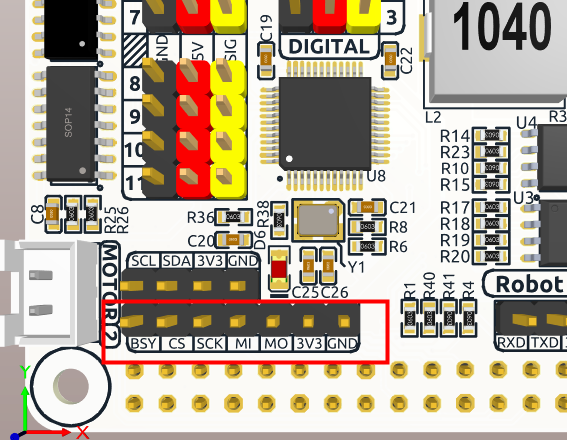 7
3
GND
5V
SIG
C19
DIGITAL
C22
1040
L2
R3
8
9
10
11
SOP14
U8
U4
R14
R23
R10
R15
U3
R17
R18
R19
R20
C8
R25
R26
R36
0603
R38
C20
D6
C21
R8
R6
Y1
C25
C26
MOTOR
2
SCL SDA 3V3 GND
BSY CS SCK MI MO 3V3 GND
R1
R40
R41
R4
Robot
RXD TXD
Y
X